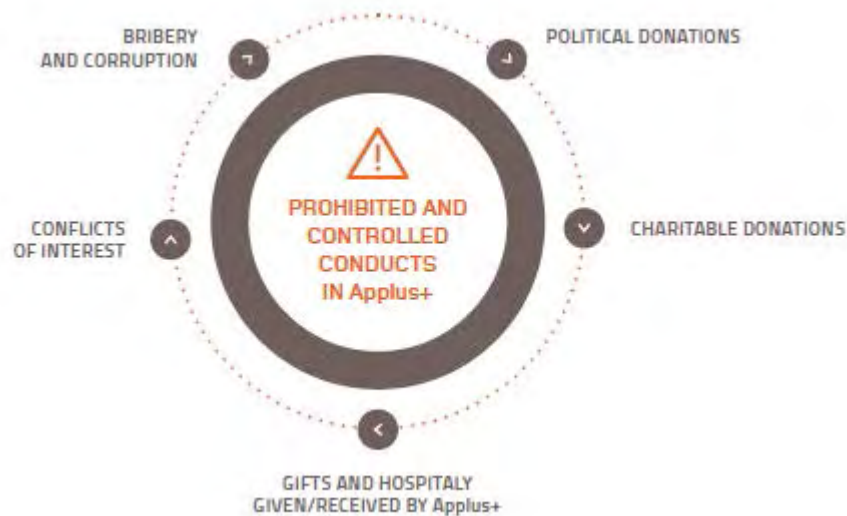 BRIBERY
AND CORRUPTION
POLITICAL DONATIONS
PROHIBITED AND
CONTROLLED
CONDUCTS
IN Applus+
CONFLICTS
OF INTEREST
CHARITABLE DONATIONS
GIFTS AND HOSPITALY
GIVEN/RECEIVED BY Applus+